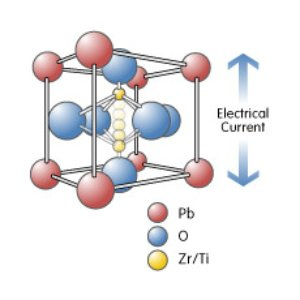 Electrical
Current
Pb
O
Zr/Ti